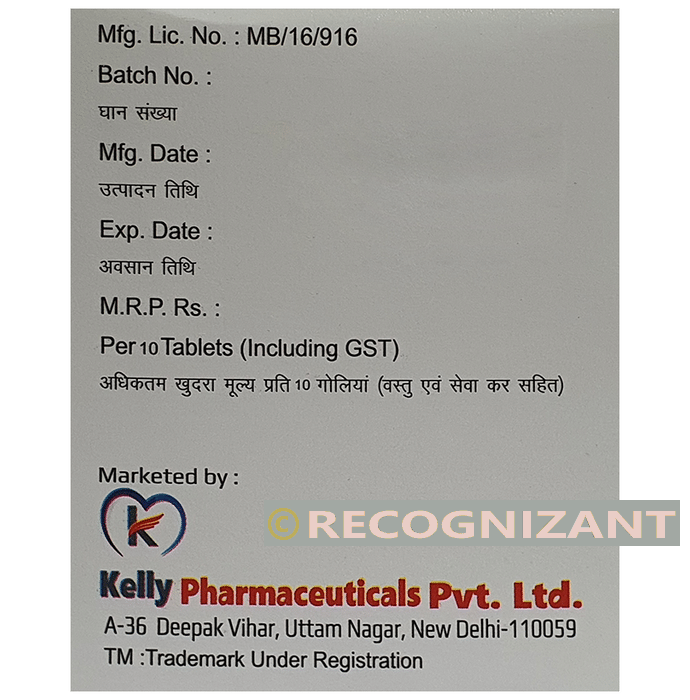 Mfg. Lic. No. : MB/16/916
Batch No. :
घान संख्या
Mfg. Date :
उत्पादन तिथि
Exp. Date :
अवसान तिथि
M.R.P. Rs. :
Per 10 Tablets (Including GST)
अधिकतम खुदरा मूल्य प्रति 10 गोलियां (वस्तु एवं सेवा कर सहित)
Marketed by :
K
© RECOGNIZANT
Kelly Pharmaceuticals Pvt. Ltd.
A-36 Deepak Vihar, Uttam Nagar, New Delhi-110059
TM :Trademark Under Registration